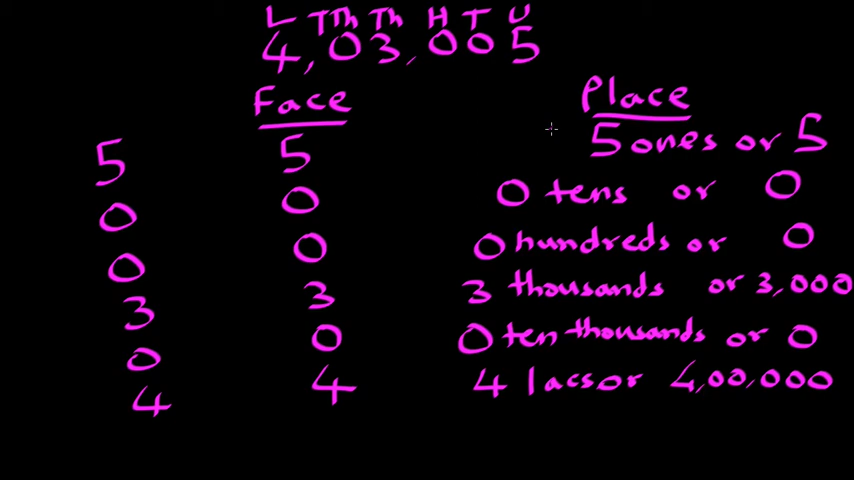 L TTh Th H T U
4,03,005
Face Place
5 5 5 ones or 5
0 0 0 tens or 0
0 0 0 hundreds or 0
3 3 3 thousands or 3,000
0 0 0 ten thousands or 0
4 4 4 lacs or 4,00,000